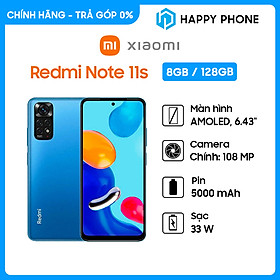 CHÍNH HÃNG - TRẢ GÓP 0%
HAPPY PHONE
xiaomi
Redmi Note 11s
8GB / 128GB
Màn hình
AMOLED, 6.43"
Camera
Chính: 108 MP
Pin
5000 mAh
Sạc
33 W
Redmi